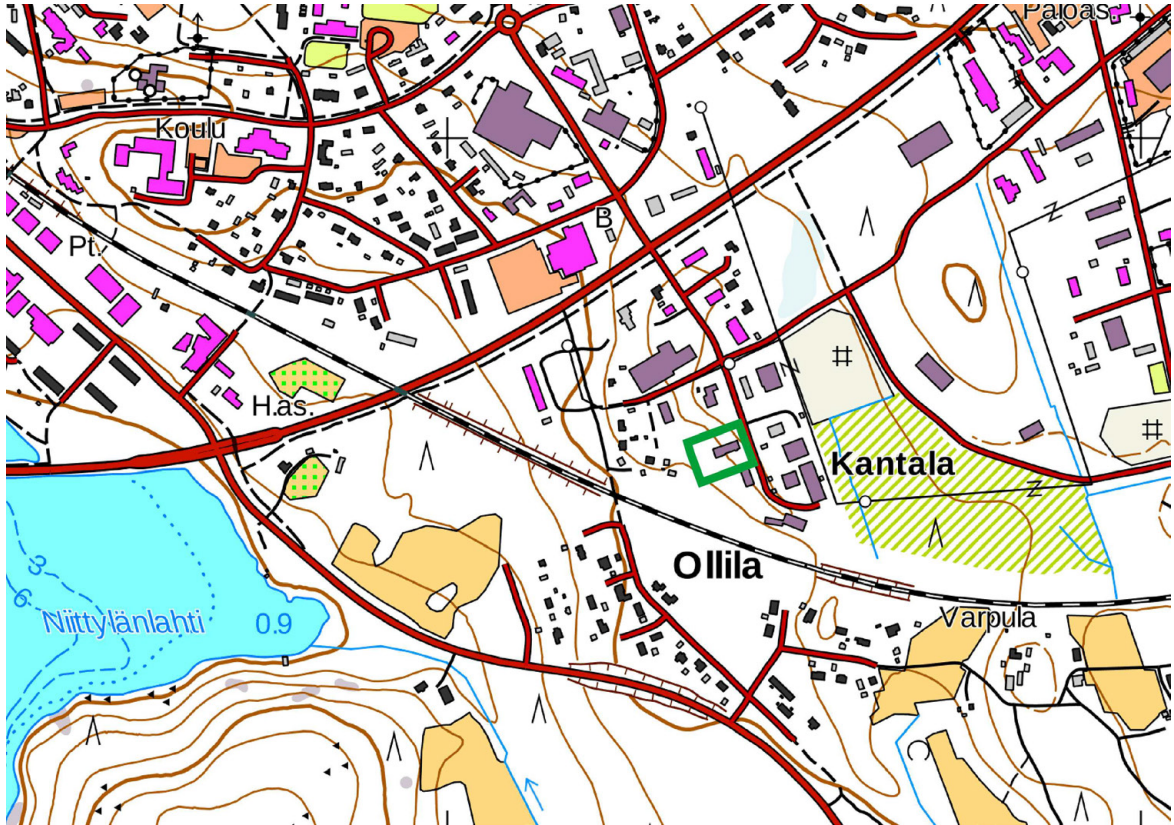 Paloas.
Koulu
B
Pt.
H.as.
Kantala
Ollila
3
6
Niittylänlahti
0.9
Varpula